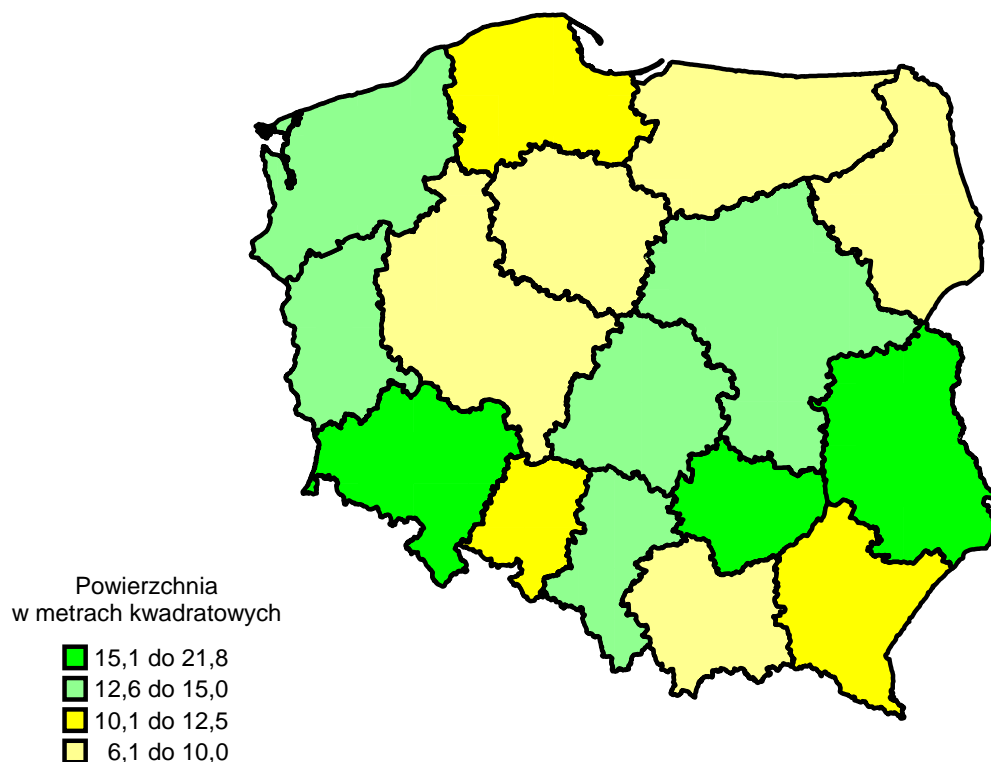 Powierzchnia
w metrach kwadratowych
15,1 do 21,8
12,6 do 15,0
10,1 do 12,5
6,1 do 10,0